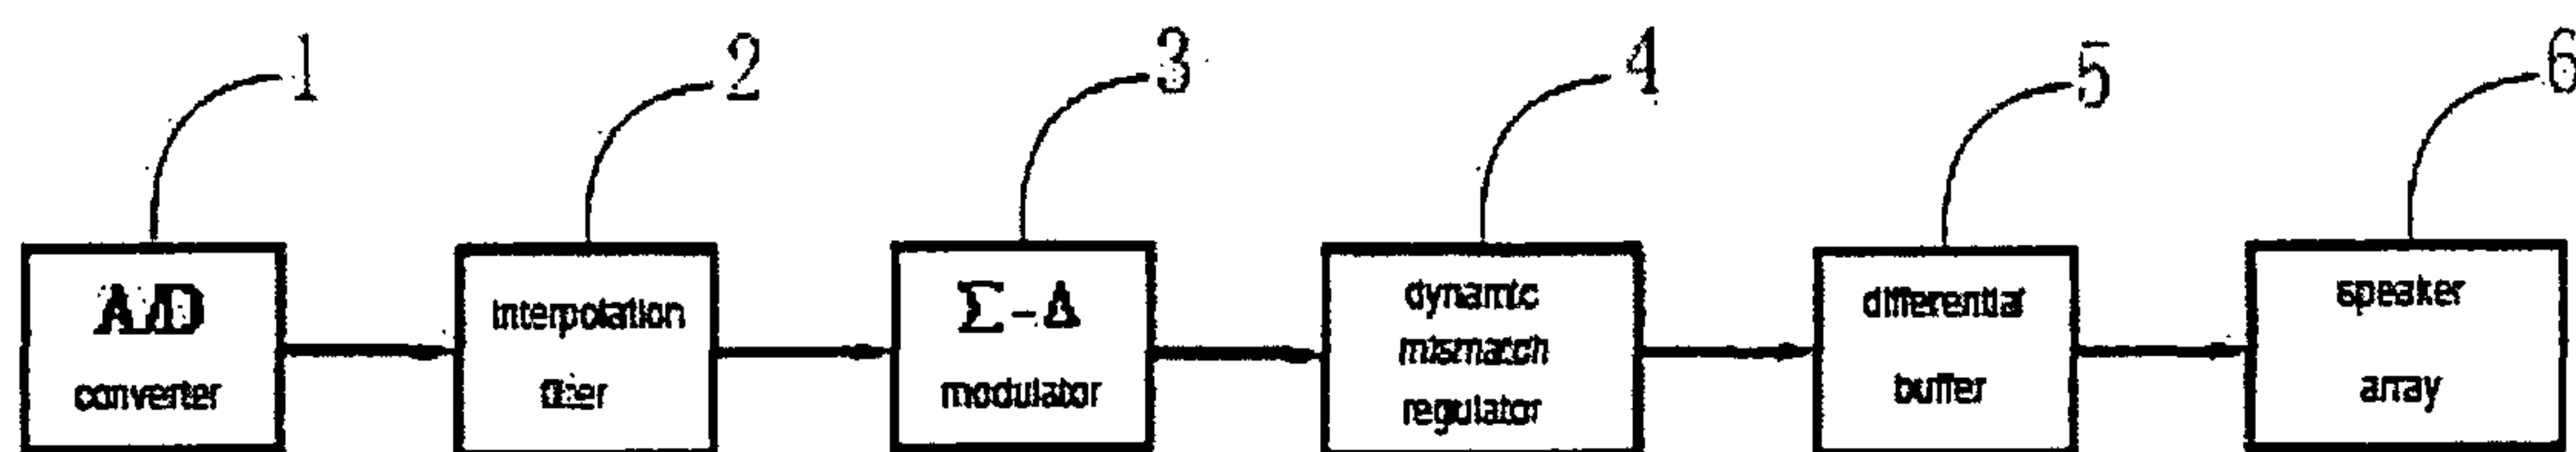 1
2
3
4
5
6
A/D
converter
interpolation
filter
Σ-Δ
modulator
dynamic
mismatch
regulator
differential
buffer
speaker
array